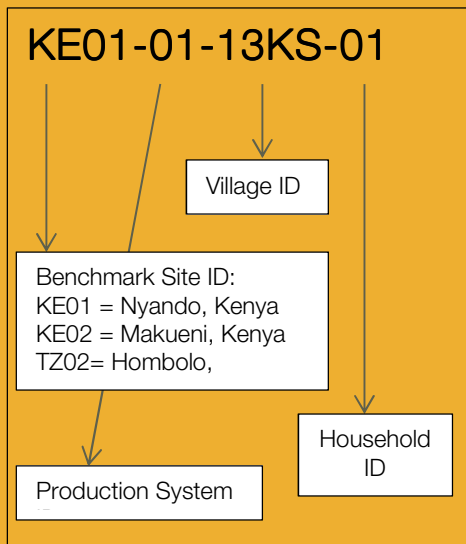 KE01-01-13KS-01
Village ID
Benchmark Site ID:
KE01 = Nyando, Kenya
KE02 = Makueni, Kenya
TZ02= Hombolo,
Household
ID
Production System